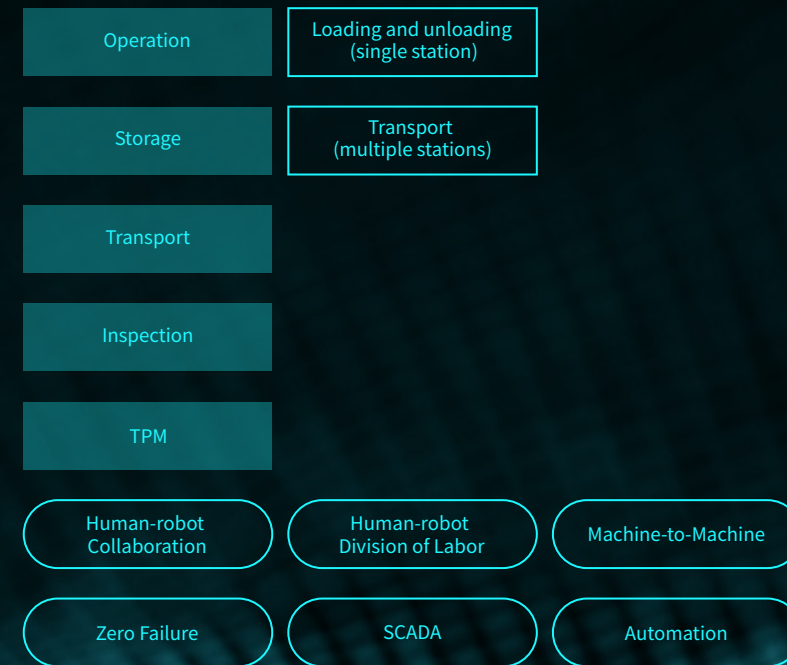 Operation
Loading and unloading
(single station)
Storage
Transport
(multiple stations)
Transport
Inspection
TPM
Human-robot
Collaboration
Human-robot
Division of Labor
Machine-to-Machine
Zero Failure
SCADA
Automation